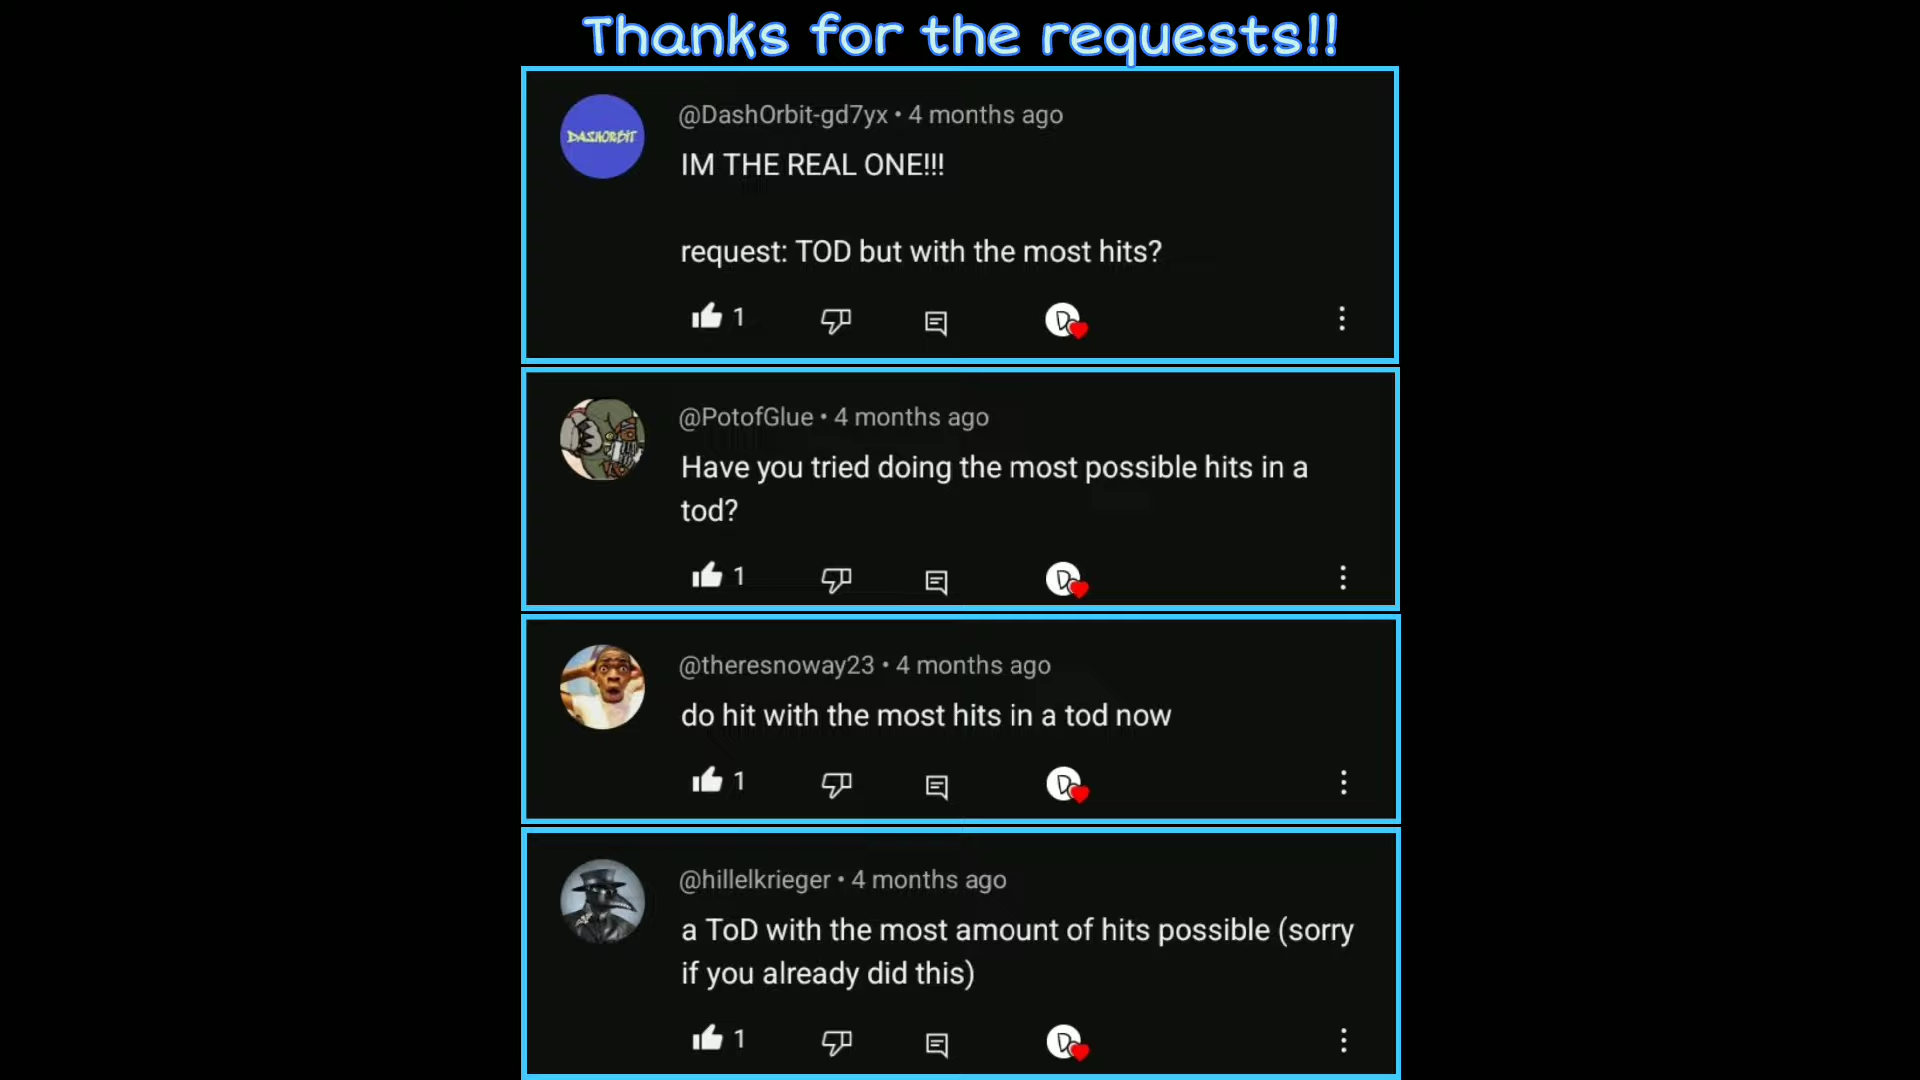 Thanks for the requests!!
DASHORBIT
@DashOrbit-gd7yx • 4 months ago
IM THE REAL ONE!!!
request: TOD but with the most hits?
1
D
@PotofGlue • 4 months ago
Have you tried doing the most possible hits in a
tod?
1
D
@theresnoway23 • 4 months ago
do hit with the most hits in a tod now
1
D
@hillelkrieger • 4 months ago
a ToD with the most amount of hits possible (sorry
if you already did this)
1
D